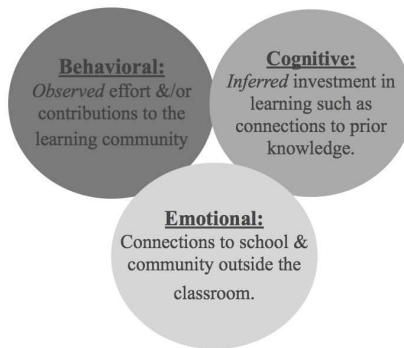 Behavioral:
Observed effort &/or
contributions to the
learning community
Cognitive:
Inferred investment in
learning such as
connections to prior
knowledge.
Emotional:
Connections to school &
community outside the
classroom.